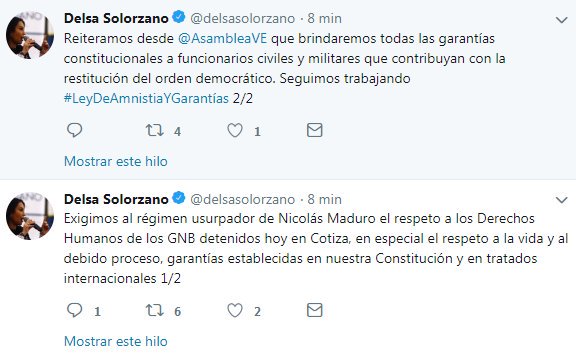 Delsa Solorzano @delsasolorzano · 8 min
Reiteramos desde @AsambleaVE que brindaremos todas las garantías
constitucionales a funcionarios civiles y militares que contribuyan con la
restitución del orden democrático. Seguimos trabajando
#LeyDeAmnistiaYGarantías 2/2
4 1
Mostrar este hilo
Delsa Solorzano @delsasolorzano · 8 min
Exigimos al régimen usurpador de Nicolás Maduro el respeto a los Derechos
Humanos de los GNB detenidos hoy en Cotiza, en especial el respeto a la vida y al
debido proceso, garantías establecidas en nuestra Constitución y en tratados
internacionales 1/2
1 6 2
Mostrar este hilo